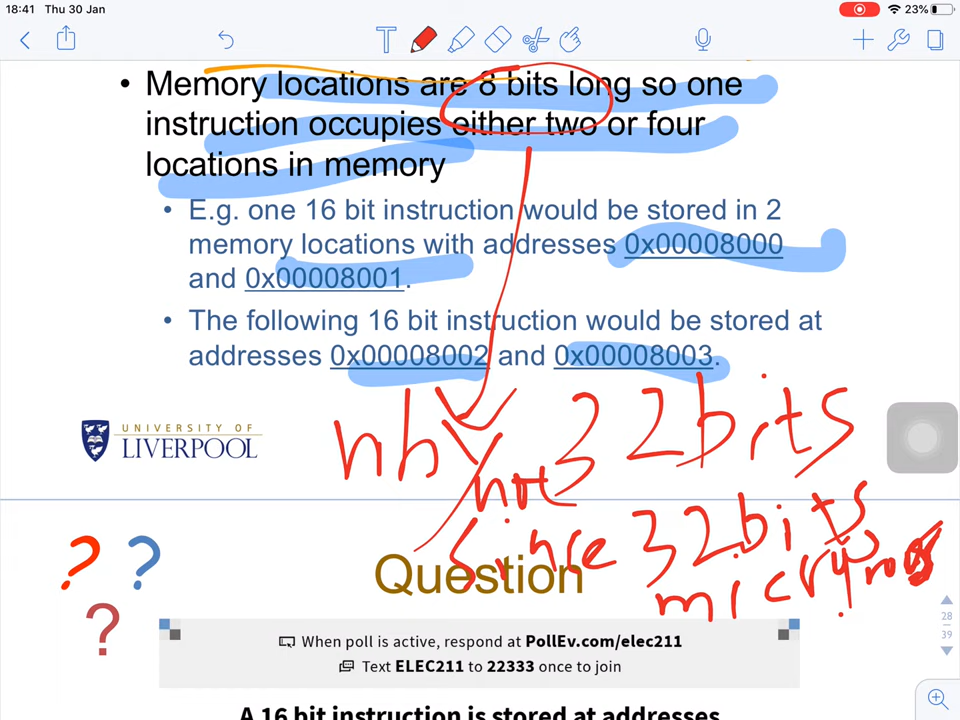 18:41 Thu 30 Jan
23%
T
• Memory locations are 8 bits long so one
instruction occupies either two or four
locations in memory
• E.g. one 16 bit instruction would be stored in 2
memory locations with addresses 0x00008000
and 0x00008001.
• The following 16 bit instruction would be stored at
addresses 0x00008002 and 0x00008003.
UNIVERSITY OF
LIVERPOOL
why not 32bits
since 32bits
? ?
?
Question
When poll is active, respond at PollEv.com/elec211
Text ELEC211 to 22333 once to join
A 16 bit instruction is stored at addresses
28
39